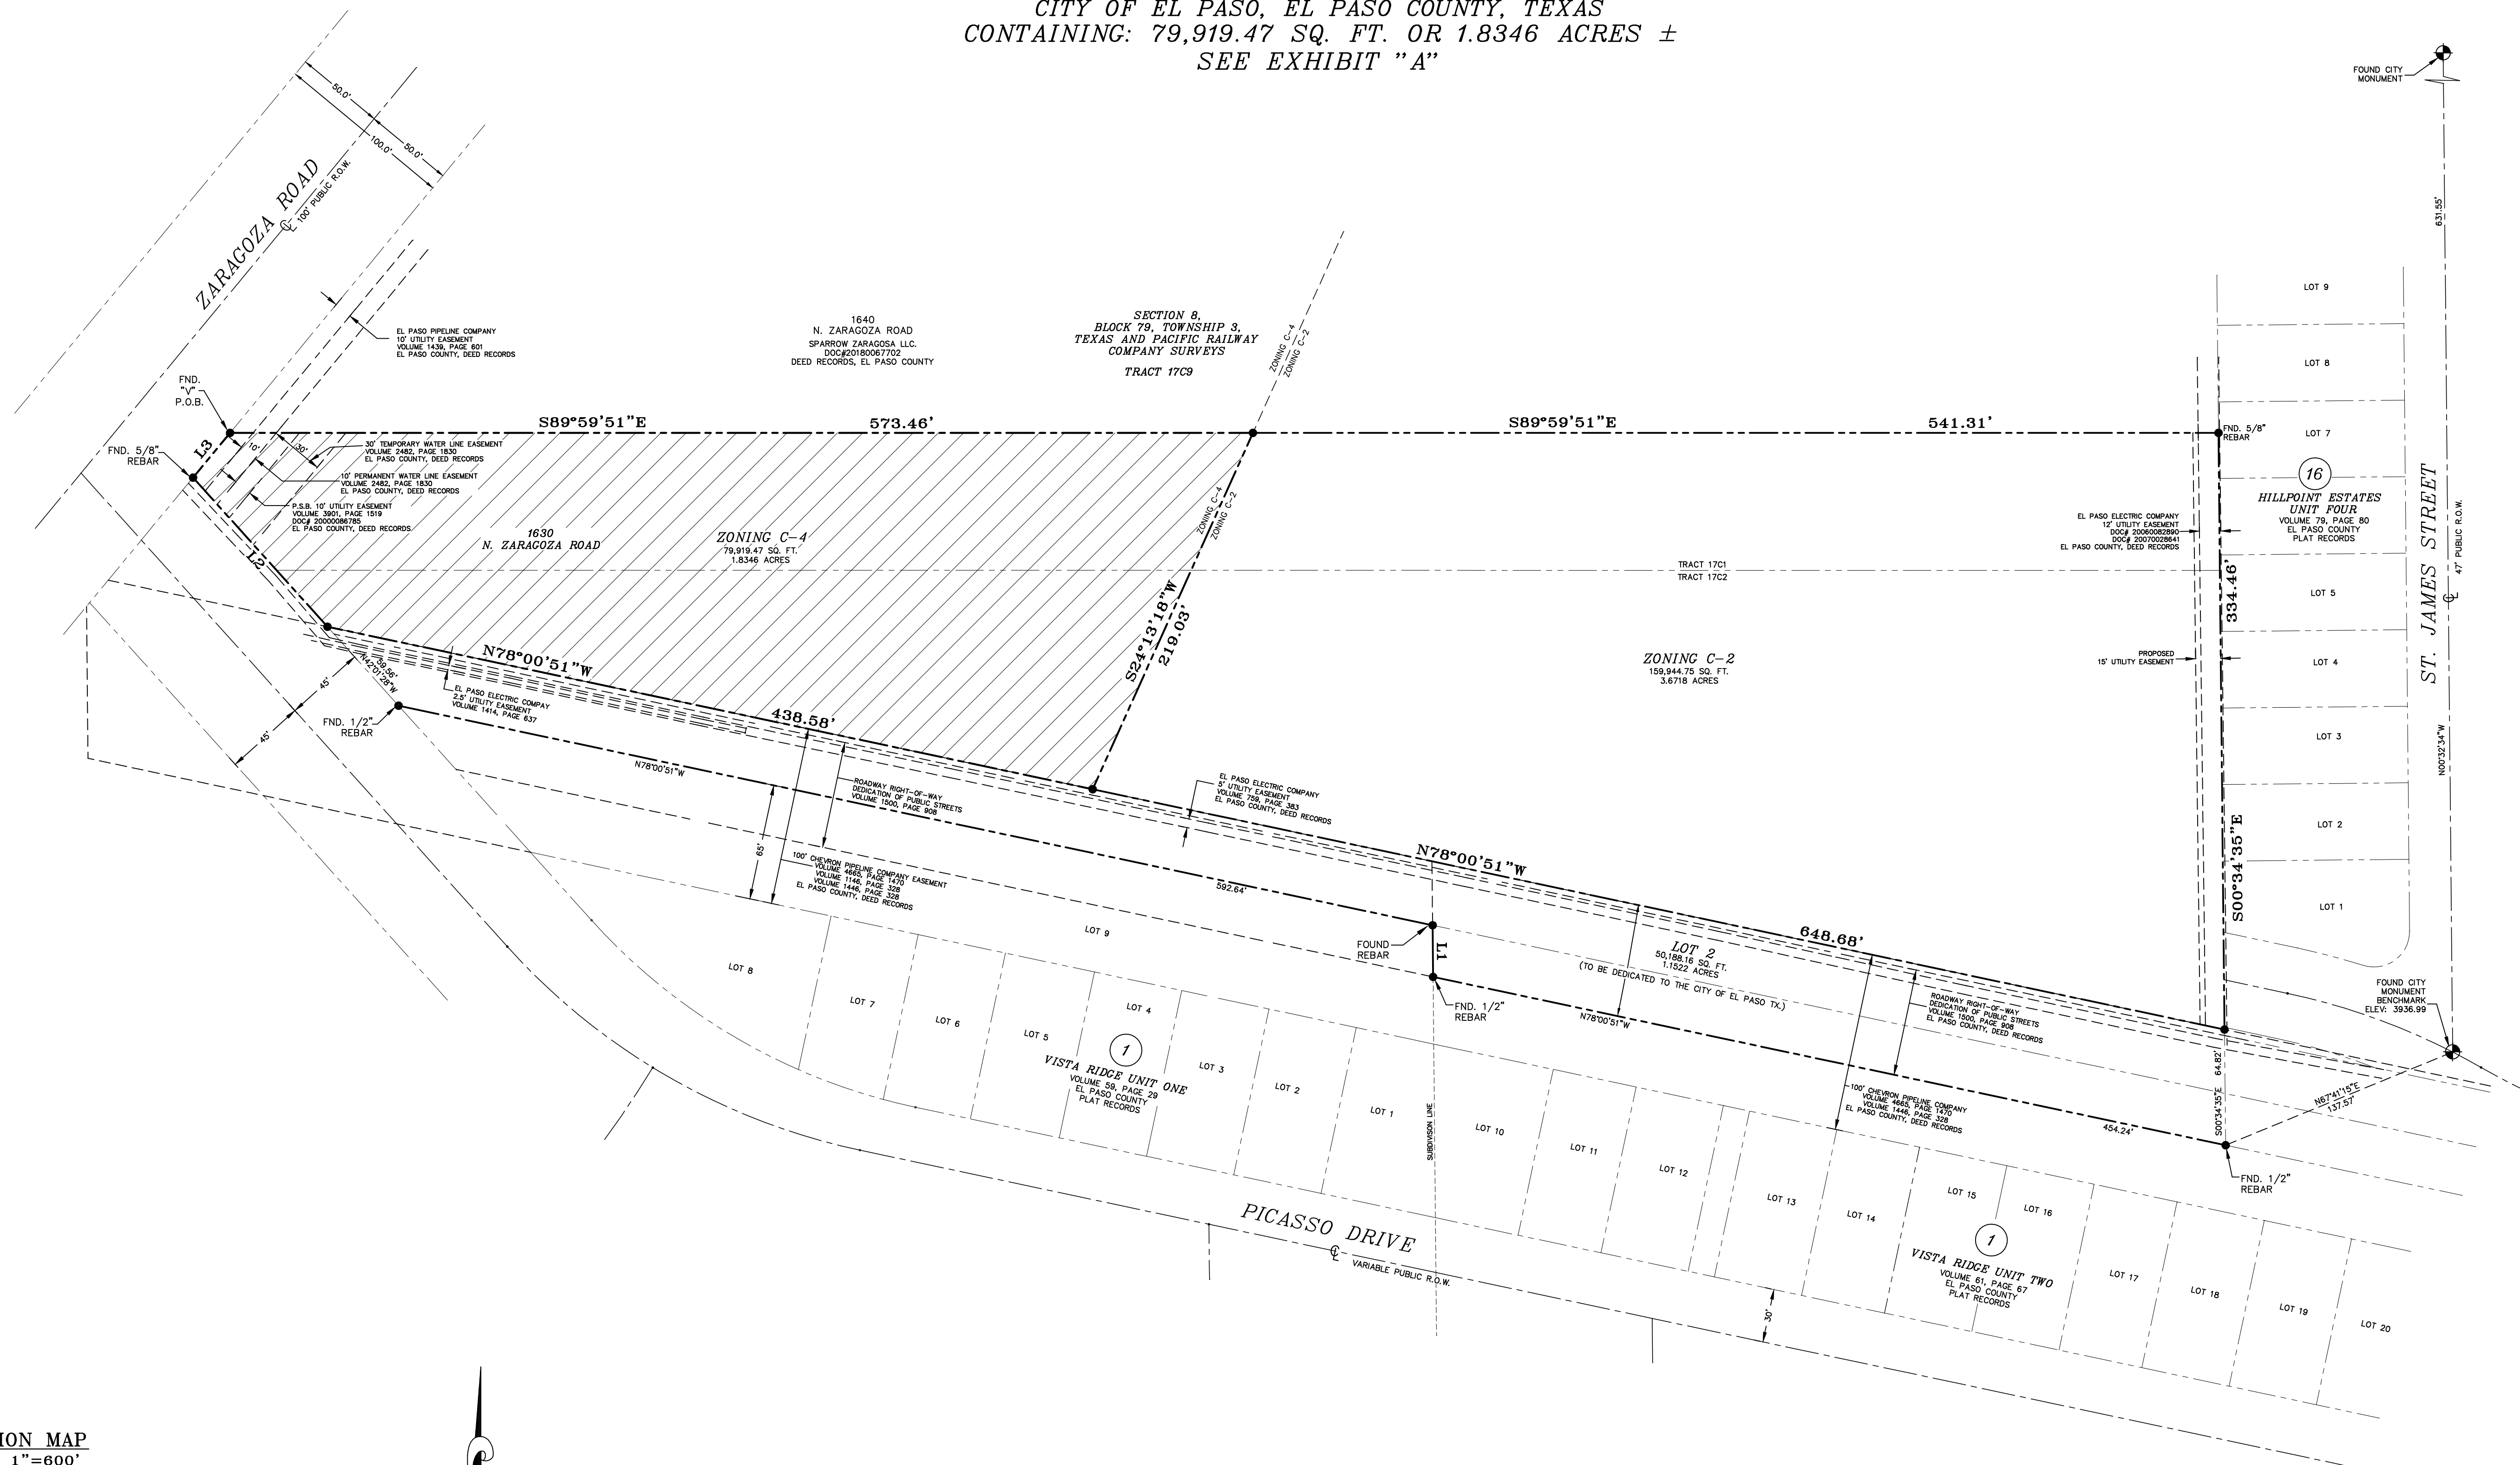 CITY OF EL PASO, EL PASO COUNTY, TEXAS
CONTAINING: 79,919.47 SQ. FT. OR 1.8346 ACRES ±
SEE EXHIBIT "A"
FOUND CITY
MONUMENT
50.0'
100.0'
50.0'
ZARAGOZA ROAD
100' PUBLIC R.O.W.
631.55'
EL PASO PIPELINE COMPANY
10' UTILITY EASEMENT
VOLUME 1439, PAGE 601
EL PASO COUNTY, DEED RECORDS
1640
N. ZARAGOZA ROAD
SPARROW ZARAGOSA LLC.
DOC#20180067702
DEED RECORDS, EL PASO COUNTY
SECTION 8,
BLOCK 79, TOWNSHIP 3,
TEXAS AND PACIFIC RAILWAY
COMPANY SURVEYS
TRACT 17C9
ZONING C-4
ZONING C-2
LOT 9
LOT 8
LOT 7
FND.
"V"
P.O.B.
S89°59'51"E
573.46'
S89°59'51"E
541.31'
FND. 5/8"
REBAR
FND. 5/8"
REBAR
L3
10'
30'
30' TEMPORARY WATER LINE EASEMENT
VOLUME 2482, PAGE 1830
EL PASO COUNTY, DEED RECORDS
10' PERMANENT WATER LINE EASEMENT
VOLUME 2482, PAGE 1830
EL PASO COUNTY, DEED RECORDS
P.S.B. 10' UTILITY EASEMENT
VOLUME 3901, PAGE 1519
DOC# 20000086785
EL PASO COUNTY, DEED RECORDS
L2
1630
N. ZARAGOZA ROAD
ZONING C-4
79,919.47 SQ. FT.
1.8346 ACRES
ZONING C-4
ZONING C-2
16
HILLPOINT ESTATES
UNIT FOUR
VOLUME 79, PAGE 80
EL PASO COUNTY
PLAT RECORDS
EL PASO ELECTRIC COMPANY
12' UTILITY EASEMENT
DOC# 20060082890
DOC# 20070028641
EL PASO COUNTY, DEED RECORDS
ST. JAMES STREET
47' PUBLIC R.O.W.
TRACT 17C1
TRACT 17C2
334.46'
LOT 5
LOT 4
LOT 3
LOT 2
LOT 1
S24°13'18"W
219.03'
ZONING C-2
159,944.75 SQ. FT.
3.6718 ACRES
PROPOSED
15' UTILITY EASEMENT
N00°32'34"W
S00°34'35"E
N78°00'51"W
438.58'
59.56'
N42°01'28"W
45'
45'
FND. 1/2"
REBAR
EL PASO ELECTRIC COMPAY
2.5' UTILITY EASEMENT
VOLUME 1414, PAGE 637
N78°00'51"W
65'
ROADWAY RIGHT-OF-WAY
DEDICATION OF PUBLIC STREETS
VOLUME 1500, PAGE 908
100' CHEVRON PIPELINE COMPANY EASEMENT
VOLUME 4665, PAGE 1470
VOLUME 1146, PAGE 328
VOLUME 1446, PAGE 328
EL PASO COUNTY, DEED RECORDS
EL PASO ELECTRIC COMPANY
5' UTILITY EASEMENT
VOLUME 759, PAGE 383
EL PASO COUNTY, DEED RECORDS
592.64'
N78°00'51"W
648.68'
FOUND
REBAR
L1
FND. 1/2"
REBAR
LOT 2
50,188.16 SQ. FT.
1.1522 ACRES
(TO BE DEDICATED TO THE CITY OF EL PASO TX.)
N78°00'51"W
ROADWAY RIGHT-OF-WAY
DEDICATION OF PUBLIC STREETS
VOLUME 1500, PAGE 908
EL PASO COUNTY, DEED RECORDS
100' CHEVRON PIPELINE COMPANY
VOLUME 4665, PAGE 1470
VOLUME 1446, PAGE 328
EL PASO COUNTY, DEED RECORDS
FOUND CITY
MONUMENT
BENCHMARK
ELEV: 3936.99
S00°34'35"E 64.82'
N67°41'15"E
137.57'
454.24'
FND. 1/2"
REBAR
LOT 9
LOT 8
LOT 7
LOT 6
LOT 5
LOT 4
LOT 3
LOT 2
LOT 1
1
VISTA RIDGE UNIT ONE
VOLUME 59, PAGE 29
EL PASO COUNTY
PLAT RECORDS
SUBDIVISON LINE
LOT 10
LOT 11
LOT 12
LOT 13
LOT 14
LOT 15
LOT 16
LOT 17
LOT 18
LOT 19
LOT 20
1
VISTA RIDGE UNIT TWO
VOLUME 61, PAGE 67
EL PASO COUNTY
PLAT RECORDS
PICASSO DRIVE
VARIABLE PUBLIC R.O.W.
30'
ION MAP
1"=600'